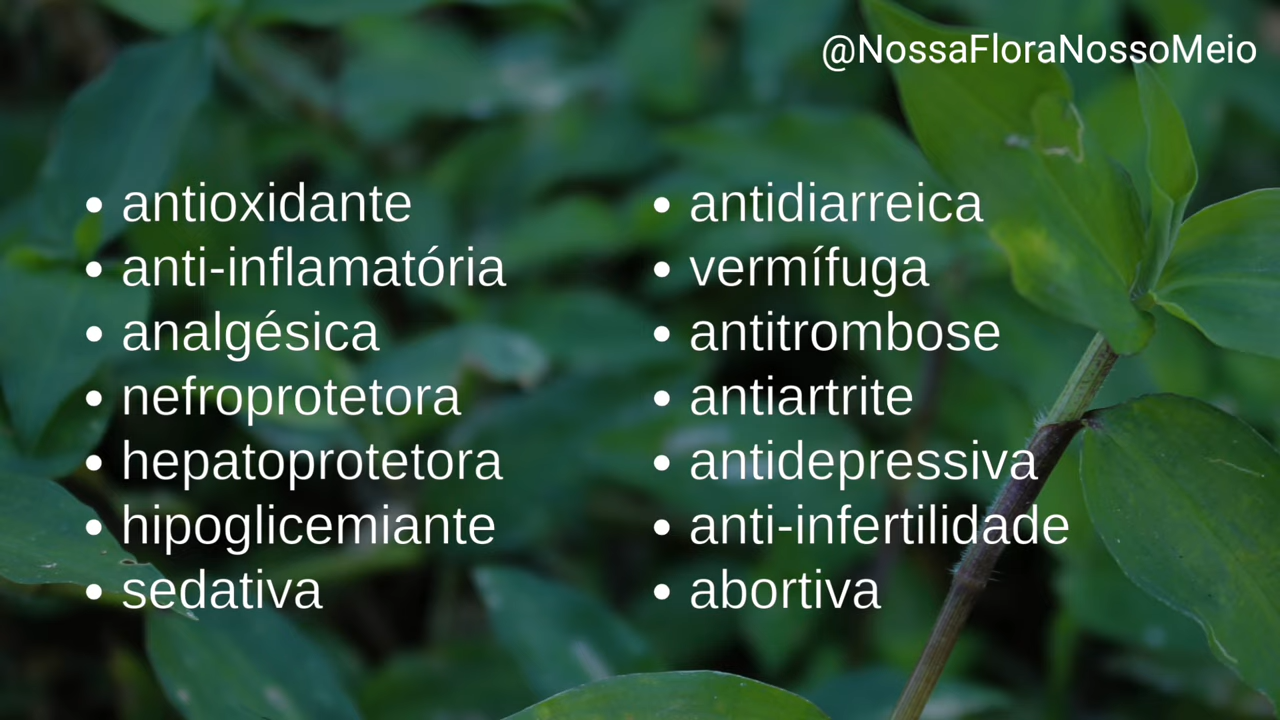 @NossaFloraNossoMeio
• antioxidante
• anti-inflamatória
• analgésica
• nefroprotetora
• hepatoprotetora
• hipoglicemiante
• sedativa
• antidiarreica
• vermífuga
• antitrombose
• antiartrite
• antidepressiva
• anti-infertilidade
• abortiva